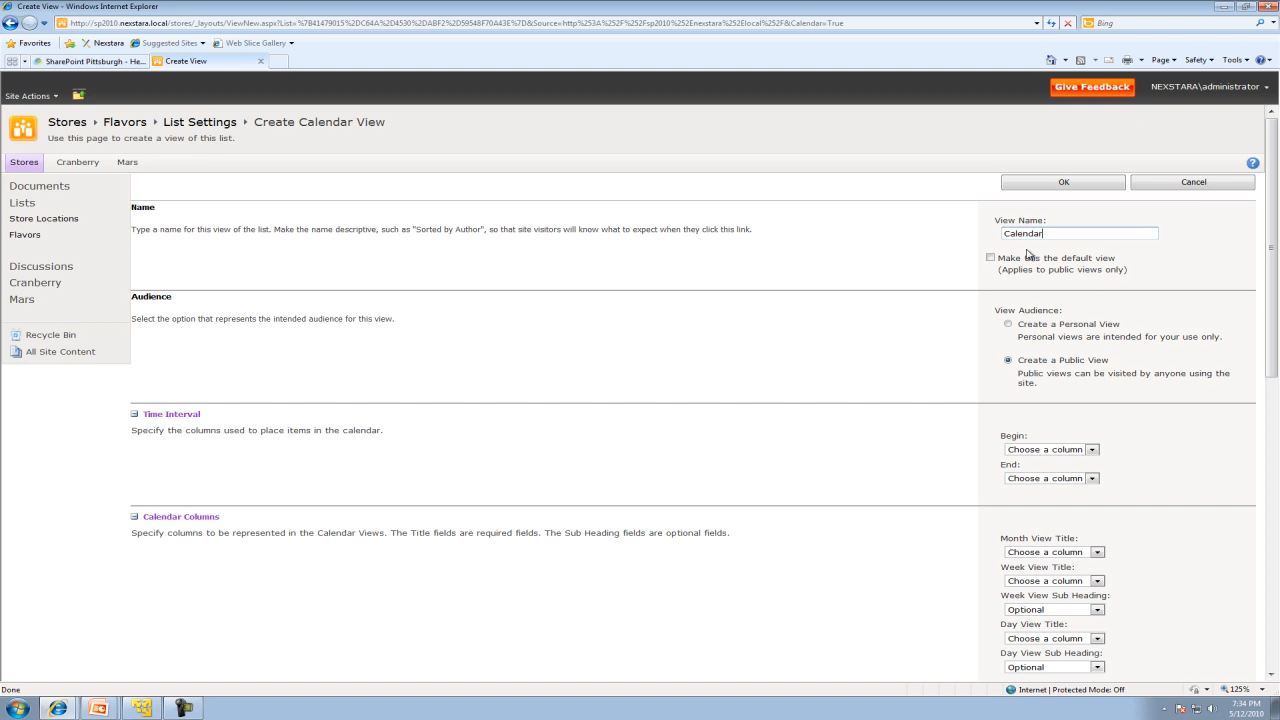 Create View - Windows Internet Explorer
http://sp2010.nexstara.local/stores/_layouts/ViewNew.aspx?List=%7B41479015%2DC64A%2D4530%2DABF2%2D59548F70A43E%7D&Source=http%253A%252F%252Fsp2010%252Enexstara%252Elocal%252F&Calendar=True
Bing
Favorites Nexstara Suggested Sites Web Slice Gallery
SharePoint Pittsburgh - He...
Create View
Page Safety Tools
Site Actions
Give Feedback
NEXSTARA\administrator
Stores Flavors List Settings Create Calendar View
Use this page to create a view of this list.
Stores Cranberry Mars
Documents
Lists
Store Locations
Flavors
Discussions
Cranberry
Mars
Recycle Bin
All Site Content
OK Cancel
Name
Type a name for this view of the list. Make the name descriptive, such as "Sorted by Author", so that site visitors will know what to expect when they click this link.
View Name:
Calendar
Make this the default view
(Applies to public views only)
Audience
Select the option that represents the intended audience for this view.
View Audience:
Create a Personal View
Personal views are intended for your use only.
Create a Public View
Public views can be visited by anyone using the
site.
Time Interval
Specify the columns used to place items in the calendar.
Begin:
Choose a column
End:
Choose a column
Calendar Columns
Specify columns to be represented in the Calendar Views. The Title fields are required fields. The Sub Heading fields are optional fields.
Month View Title:
Choose a column
Week View Title:
Choose a column
Week View Sub Heading:
Optional
Day View Title:
Choose a column
Day View Sub Heading:
Optional
Done
Internet | Protected Mode: Off
125%
7:34 PM
5/12/2010